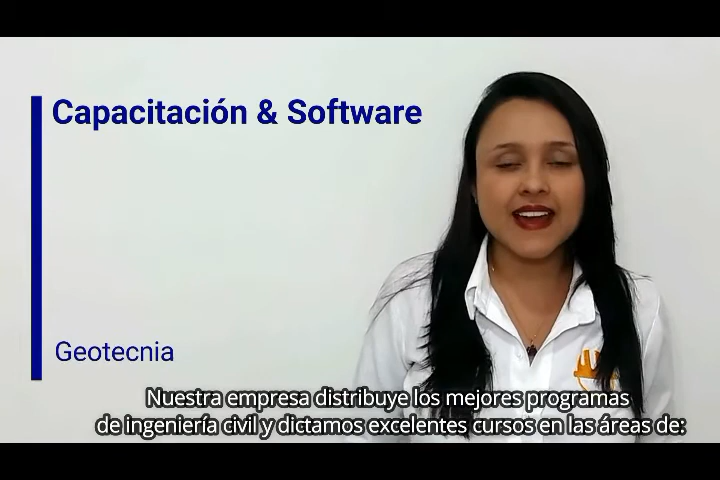 Capacitación & Software
Geotecnia
Nuestra empresa distribuye los mejores programas
de ingeniería civil y dictamos excelentes cursos en las áreas de: